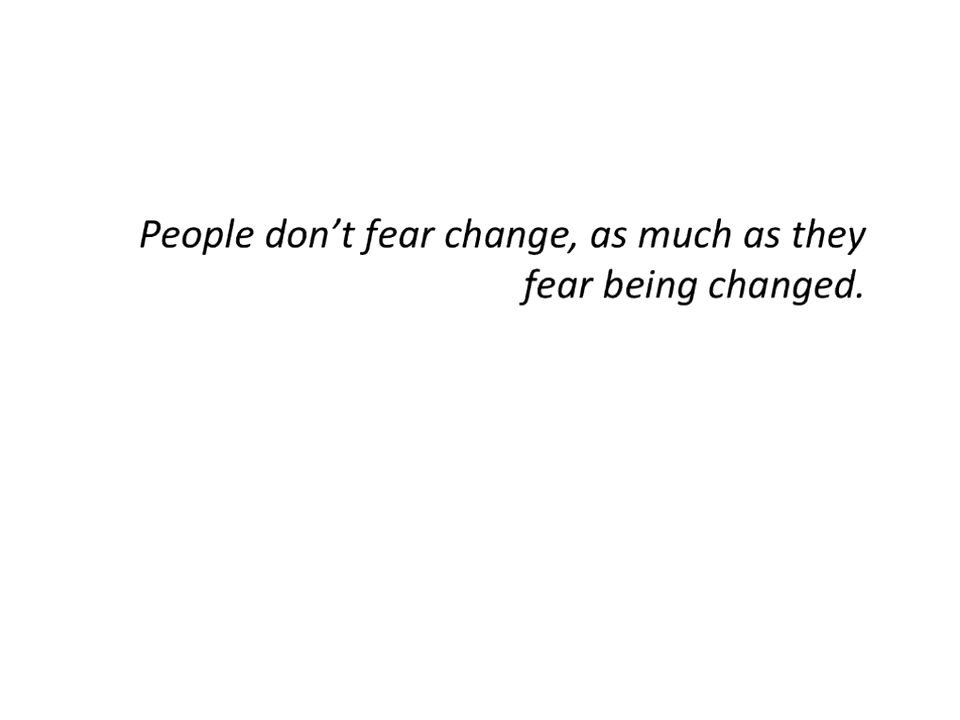 People don’t fear change, as much as they
fear being changed.